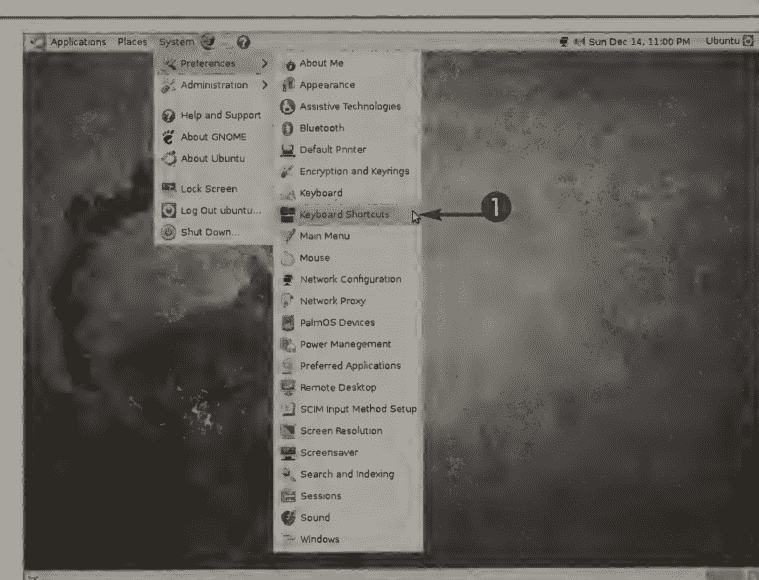 Applications Places System
Sun Dec 14, 11:00 PM Ubuntu
Preferences
Administration
Help and Support
About GNOME
About Ubuntu
Lock Screen
Log Out ubuntu...
Shut Down...
About Me
Appearance
Assistive Technologies
Bluetooth
Default Printer
Encryption and Keyrings
Keyboard
Keyboard Shortcuts
1
Main Menu
Mouse
Network Configuration
Network Proxy
PalmOS Devices
Power Management
Preferred Applications
Remote Desktop
SCIM Input Method Setup
Screen Resolution
Screensaver
Search and Indexing
Sessions
Sound
Windows